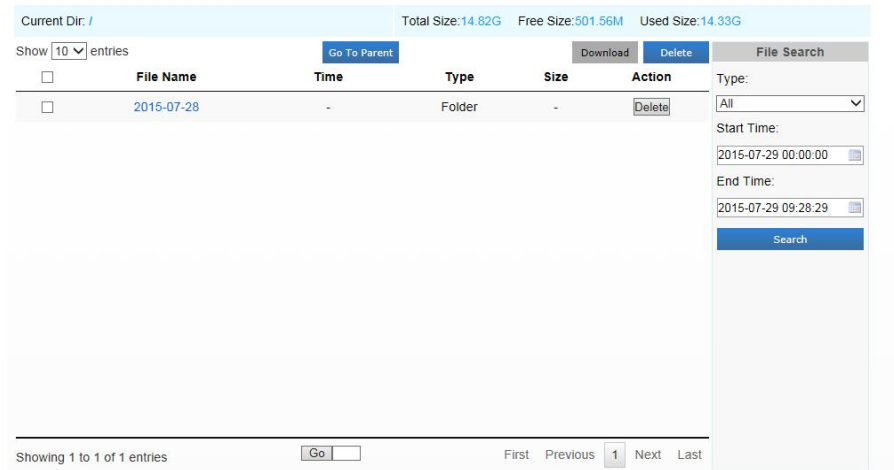 Current Dir: / Total Size:14.82G Free Size:501.56M Used Size:14.33G
Show 10 entries Go To Parent Download Delete
File Name Time Type Size Action
2015-07-28 - Folder - Delete
Showing 1 to 1 of 1 entries Go First Previous 1 Next Last
File Search
Type:
All
Start Time:
2015-07-29 00:00:00
End Time:
2015-07-29 09:28:29
Search